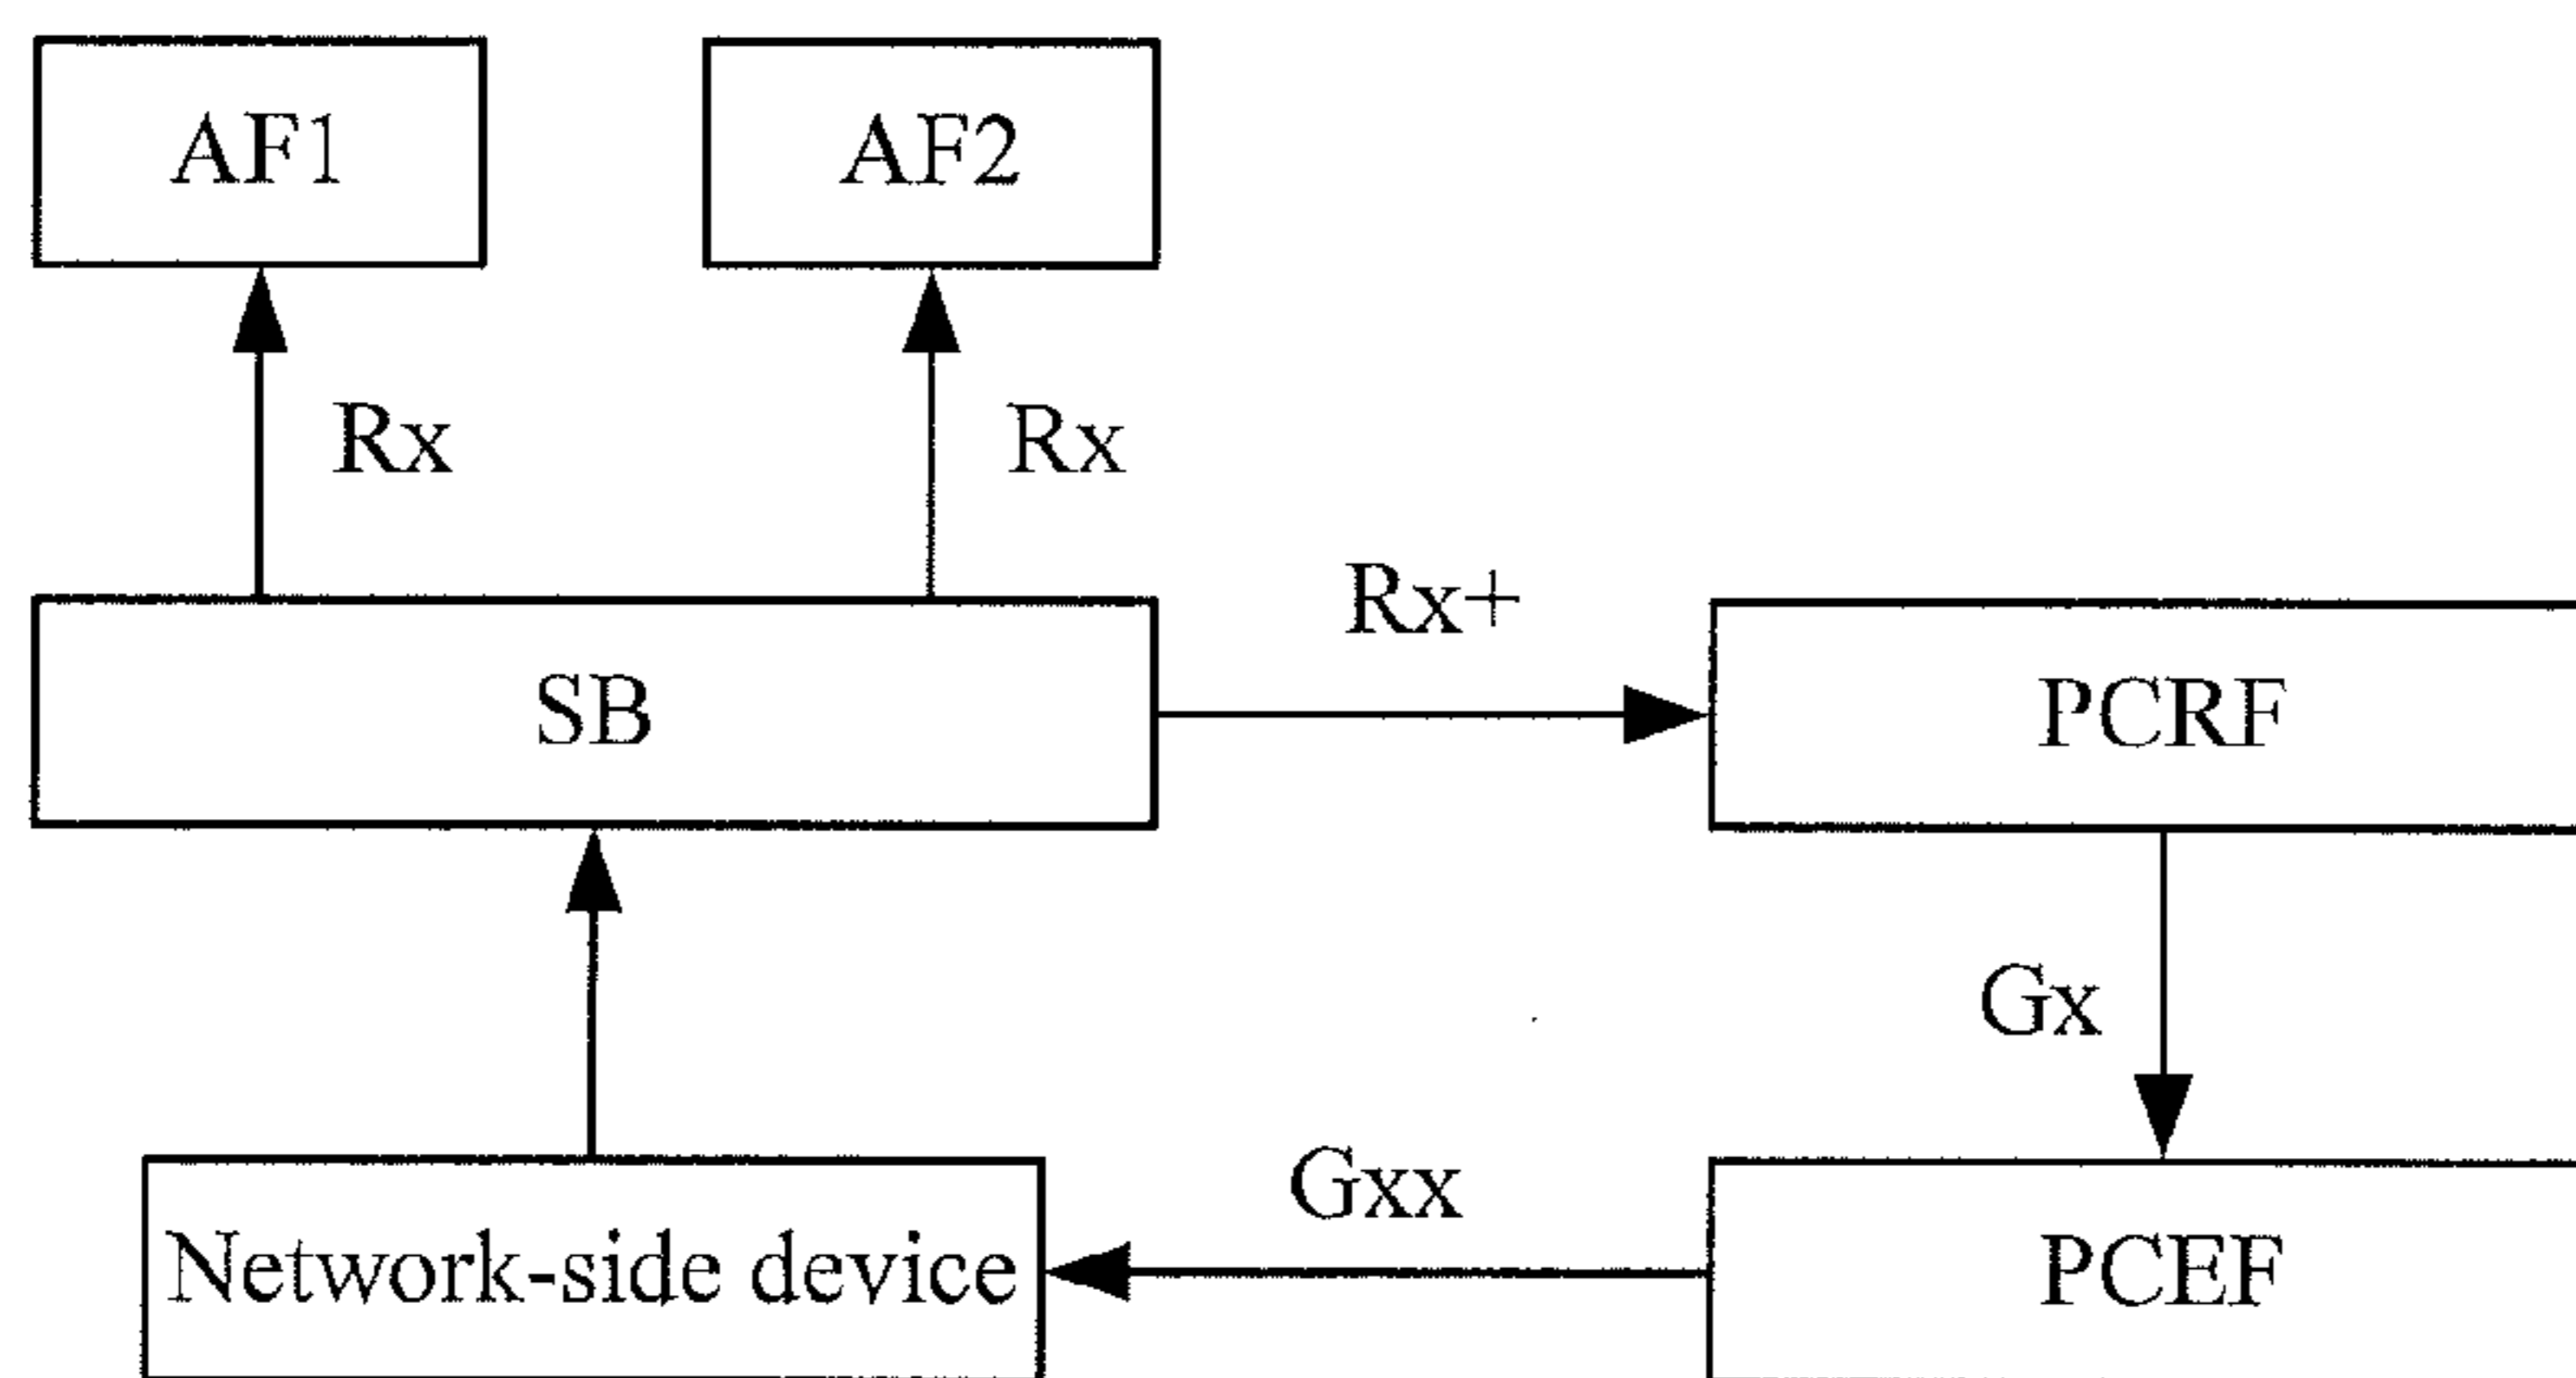 AF1
AF2
Rx
Rx
Rx+
SB
PCRF
Gx
Gxx
Network-side device
PCEF